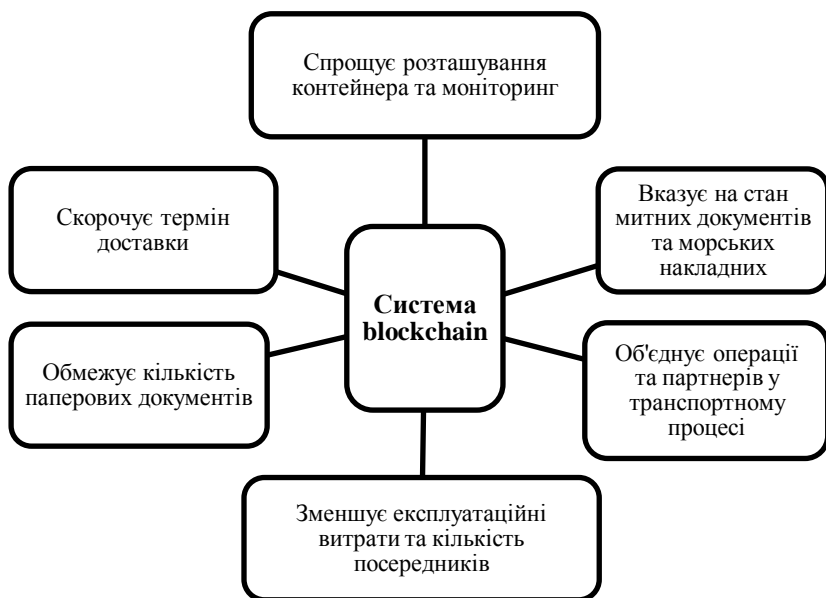 Спрощує розташування
контейнера та моніторинг
Скорочує термін
доставки
Вказує на стан
митних документів
та морських
накладних
Система
blockchain
Обмежує кількість
паперових документів
Об'єднує операції
та партнерів у
транспортному
процесі
Зменшує експлуатаційні
витрати та кількість
посередників